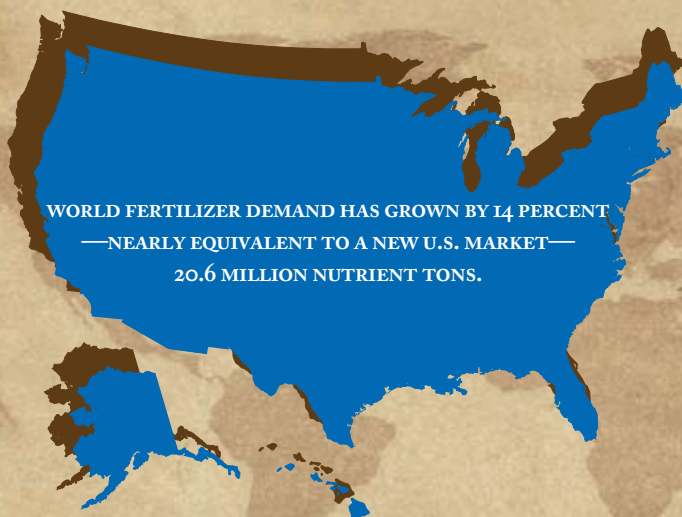 WORLD FERTILIZER DEMAND HAS GROWN BY 14 PERCENT
—NEARLY EQUIVALENT TO A NEW U.S. MARKET—
20.6 MILLION NUTRIENT TONS.